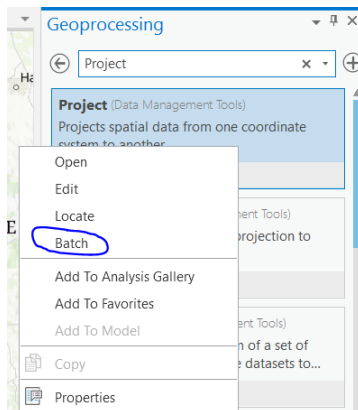 Geoprocessing
Project
Ha
Project (Data Management Tools)
Projects spatial data from one coordinate
system to another
Open
Edit
Locate
E
ment Tools)
Batch
projection to
Add To Analysis Gallery
Add To Favorites
ent Tools)
Add To Model
n of a set of
Copy
e datasets to...
Properties